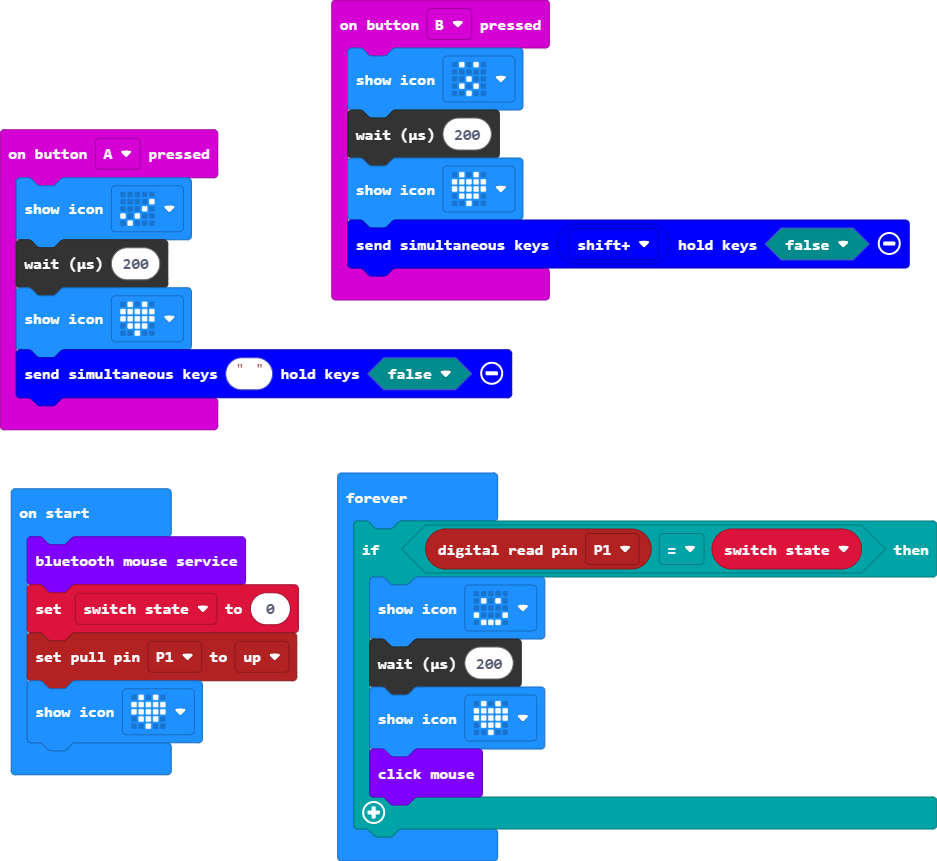 on button B pressed
show icon
wait (µs) 200
show icon
send simultaneous keys shift+ hold keys false
on button A pressed
show icon
wait (µs) 200
show icon
send simultaneous keys " " hold keys false
on start
bluetooth mouse service
set switch state to 0
set pull pin P1 to up
show icon
forever
if digital read pin P1 = switch state then
show icon
wait (µs) 200
show icon
click mouse